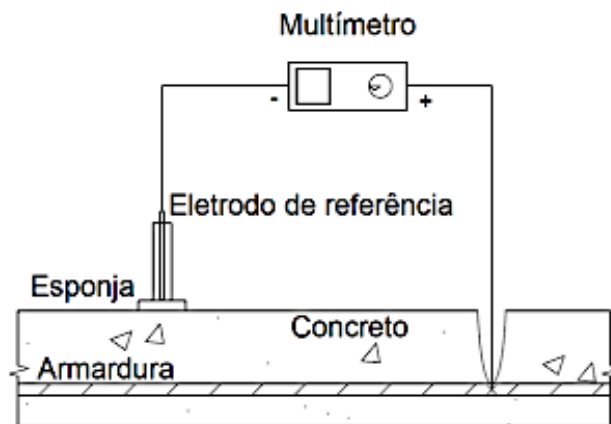 Multímetro
- +
Eletrodo de referência
Esponja
Concreto
Armardura